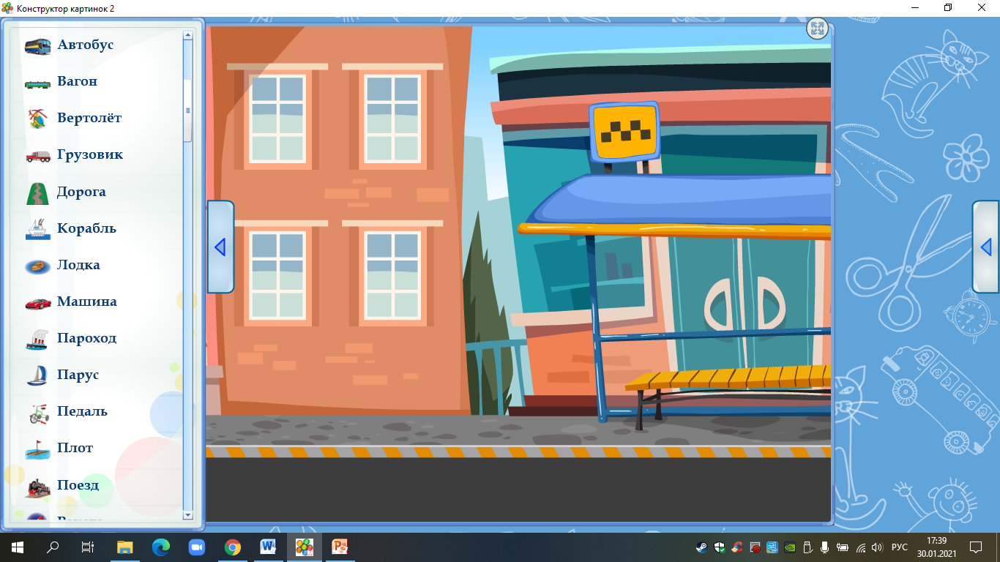 Конструктор картинок 2
Автобус
Вагон
Вертолёт
Грузовик
Дорога
Корабль
Лодка
Машина
Пароход
Парус
Педаль
Плот
Поезд
РУС
17:39
30.01.2021